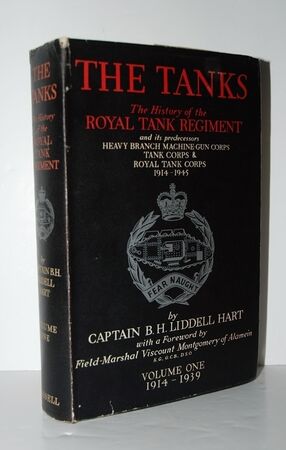 THE
TANKS
The
History
of the
ROYAL
TANK
REGIMENT
by
CAPTAIN B.H.
LIDDELL
HART
VOLUME
ONE
CASSELL
THE TANKS
The History of the
ROYAL TANK REGIMENT
and its predecessors
HEAVY BRANCH MACHINE-GUN CORPS
TANK CORPS &
ROYAL TANK CORPS
1914-1945
FEAR NAUGHT
by
CAPTAIN B. H. LIDDELL HART
with a Foreword by
Field-Marshal Viscount Montgomery of Alamein
K.G. G.C.B. D.S.O
VOLUME ONE
1914-1939